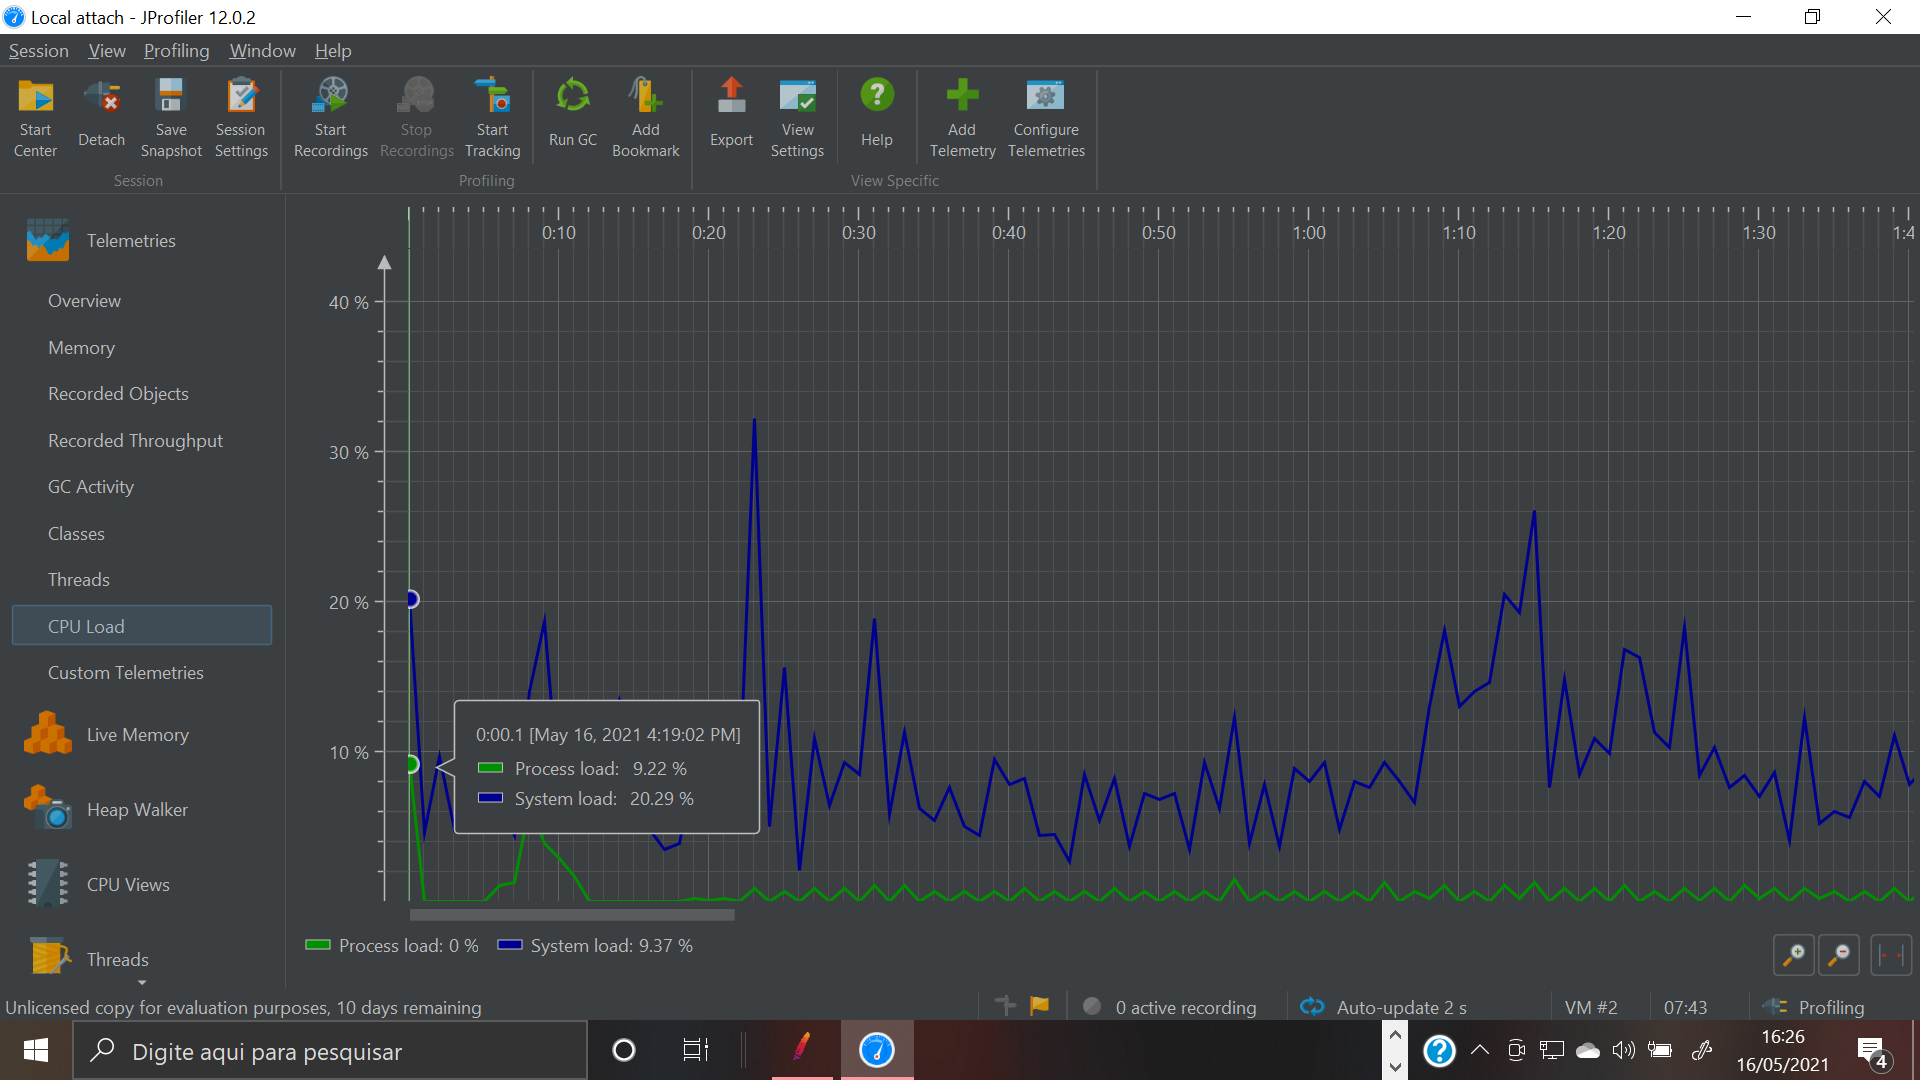 Local attach - JProfiler 12.0.2
Session View Profiling Window Help
Start Center
Detach
Save Snapshot
Session Settings
Start Recordings
Stop Recordings
Start Tracking
Run GC
Add Bookmark
Export
View Settings
Help
Add Telemetry
Configure Telemetries
Session
Profiling
View Specific
Telemetries
Overview
Memory
Recorded Objects
Recorded Throughput
GC Activity
Classes
Threads
CPU Load
Custom Telemetries
Live Memory
Heap Walker
CPU Views
Threads
0:10 0:20 0:30 0:40 0:50 1:00 1:10 1:20 1:30 1:4
40 %
30 %
20 %
10 %
0:00.1 [May 16, 2021 4:19:02 PM]
Process load: 9.22 %
System load: 20.29 %
Process load: 0 % System load: 9.37 %
Unlicensed copy for evaluation purposes, 10 days remaining
0 active recording
Auto-update 2 s
VM #2
07:43
Profiling
Digite aqui para pesquisar
16:26
16/05/2021
4